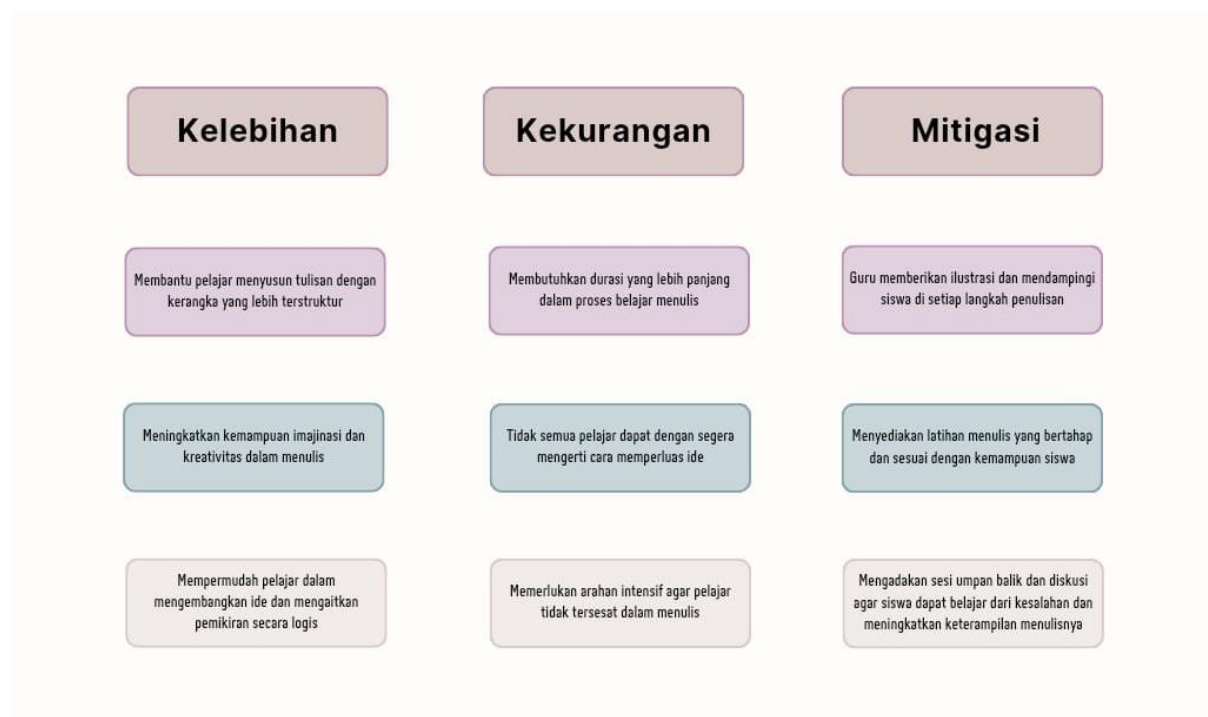 Kelebihan
Kekurangan
Mitigasi
Membantu pelajar menyusun tulisan dengan
kerangka yang lebih terstruktur
Membutuhkan durasi yang lebih panjang
dalam proses belajar menulis
Guru memberikan ilustrasi dan mendampingi
siswa di setiap langkah penulisan
Meningkatkan kemampuan imajinasi dan
kreativitas dalam menulis
Tidak semua pelajar dapat dengan segera
mengerti cara memperluas ide
Menyediakan latihan menulis yang bertahap
dan sesuai dengan kemampuan siswa
Mempermudah pelajar dalam
mengembangkan ide dan mengaitkan
pemikiran secara logis
Memerlukan arahan intensif agar pelajar
tidak tersesat dalam menulis
Mengadakan sesi umpan balik dan diskusi
agar siswa dapat belajar dari kesalahan dan
meningkatkan keterampilan menulisnya